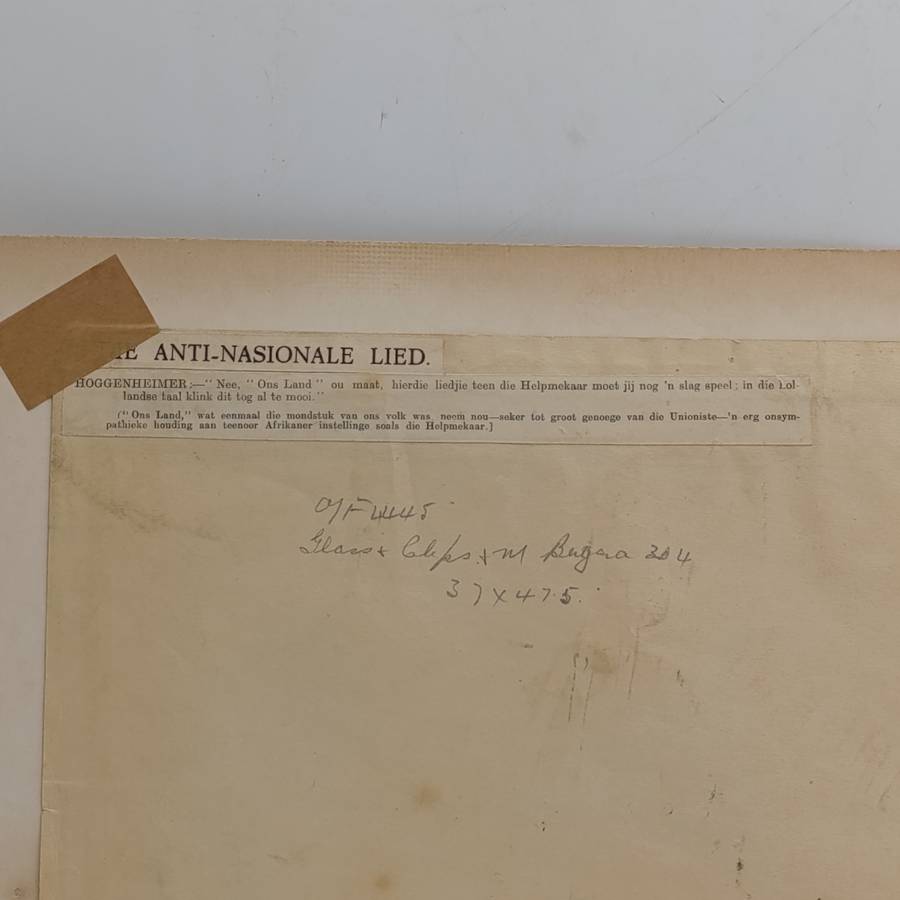 IE ANTI-NASIONALE LIED.
HOGGENHEIMER:—" Nee, " Ons Land " ou maat, hierdie liedjie teen die Helpmekaar moet jij nog 'n slag speel; in die Hol-
landse taal klink dit tog al te mooi."
(" Ons Land," wat eenmaal die mondstuk van ons volk was, neem nou—seker tot groot genoege van die Unioniste—'n erg onsym-
pathieke houding aan teenoor Afrikaner instellinge soals die Helpmekaar.]
Glass & Clips & M 304
37 x 47.5.